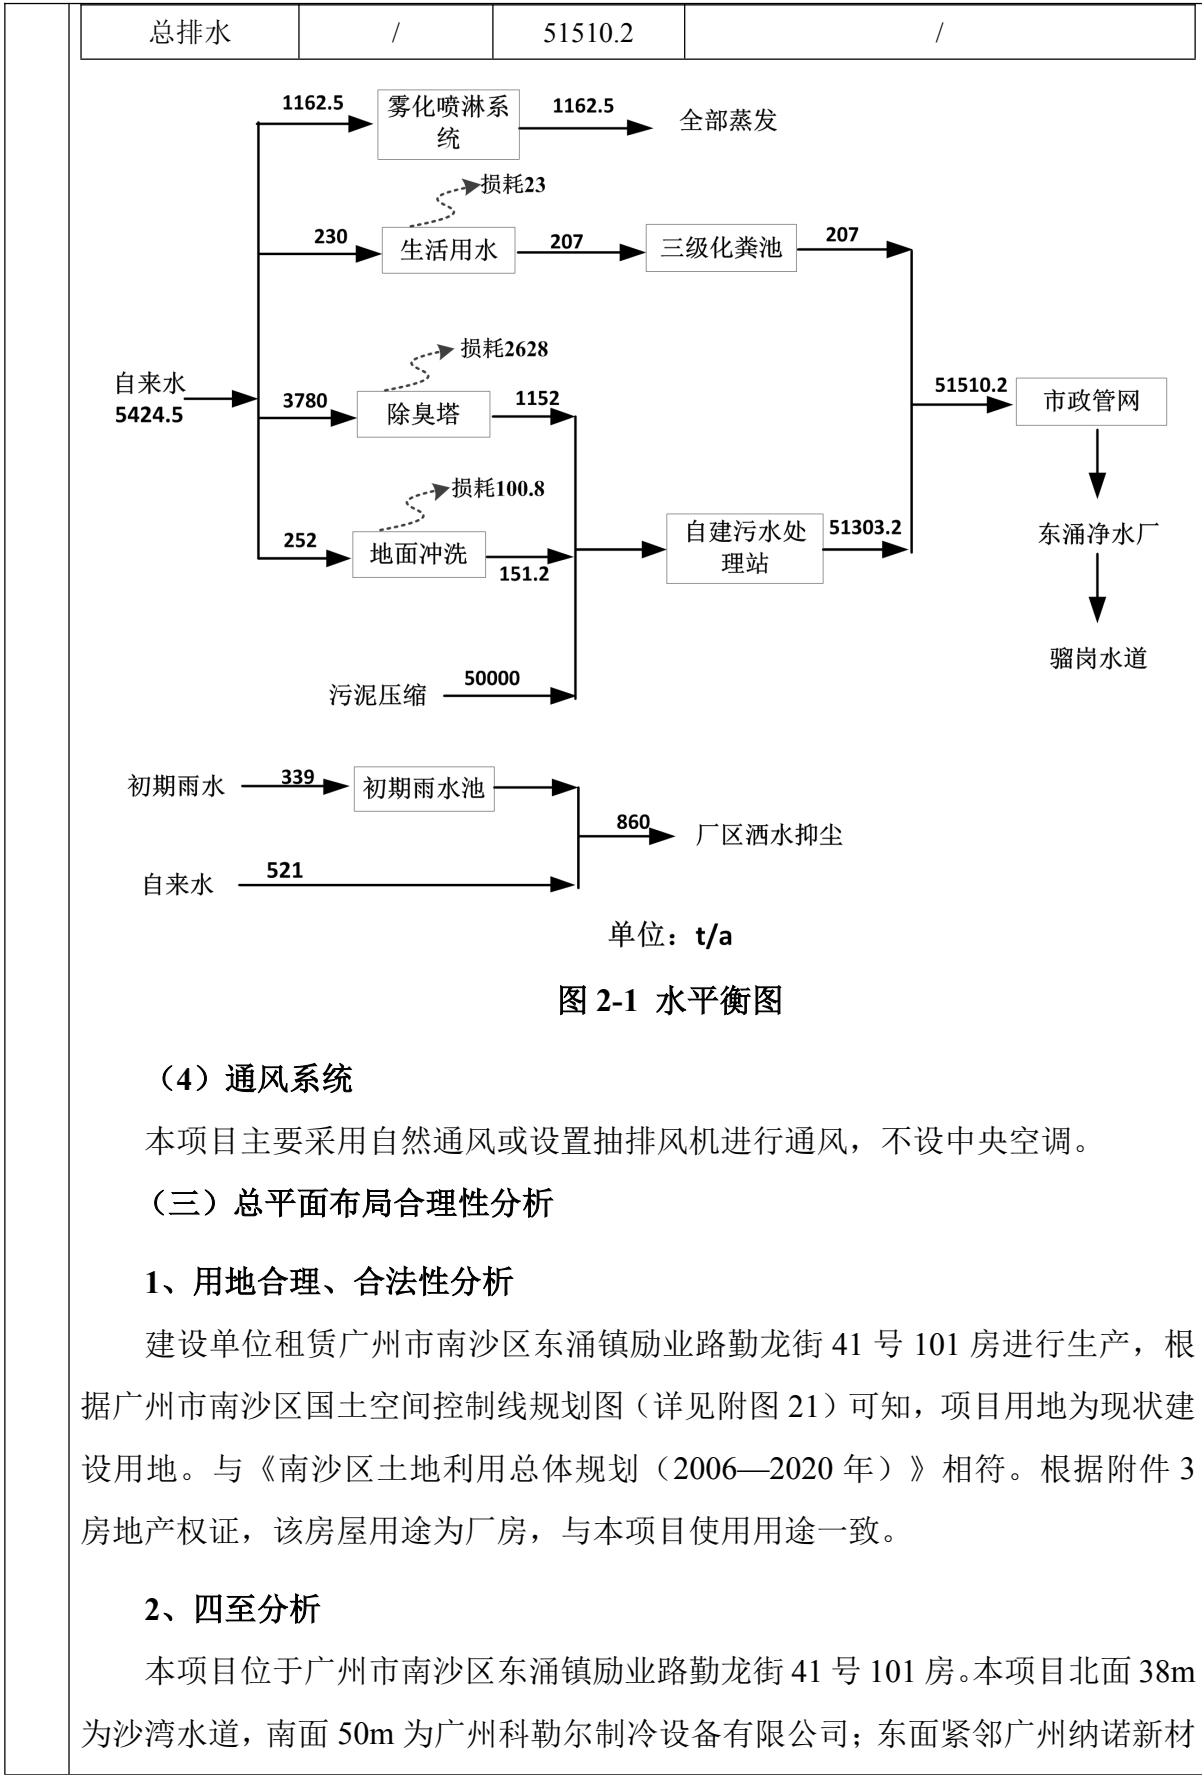 总排水 / 51510.2 /
1162.5 雾化喷淋系统 1162.5 全部蒸发
损耗23
230 生活用水 207 三级化粪池 207
损耗2628
自来水
5424.5
3780 除臭塔 1152
51510.2 市政管网
损耗100.8
252 地面冲洗 151.2
自建污水处理站 51303.2
东涌净水厂
骝岗水道
污泥压缩 50000
初期雨水 339 初期雨水池
860 厂区洒水抑尘
自来水 521
单位：t/a
图 2-1 水平衡图
（4）通风系统
本项目主要采用自然通风或设置抽排风机进行通风，不设中央空调。
（三）总平面布局合理性分析
1、用地合理、合法性分析
建设单位租赁广州市南沙区东涌镇励业路勤龙街 41 号 101 房进行生产，根
据广州市南沙区国土空间控制线规划图（详见附图 21）可知，项目用地为现状建
设用地。与《南沙区土地利用总体规划（2006—2020 年）》相符。根据附件 3
房地产权证，该房屋用途为厂房，与本项目使用用途一致。
2、四至分析
本项目位于广州市南沙区东涌镇励业路勤龙街 41 号 101 房。本项目北面 38m
为沙湾水道，南面 50m 为广州科勒尔制冷设备有限公司；东面紧邻广州纳诺新材